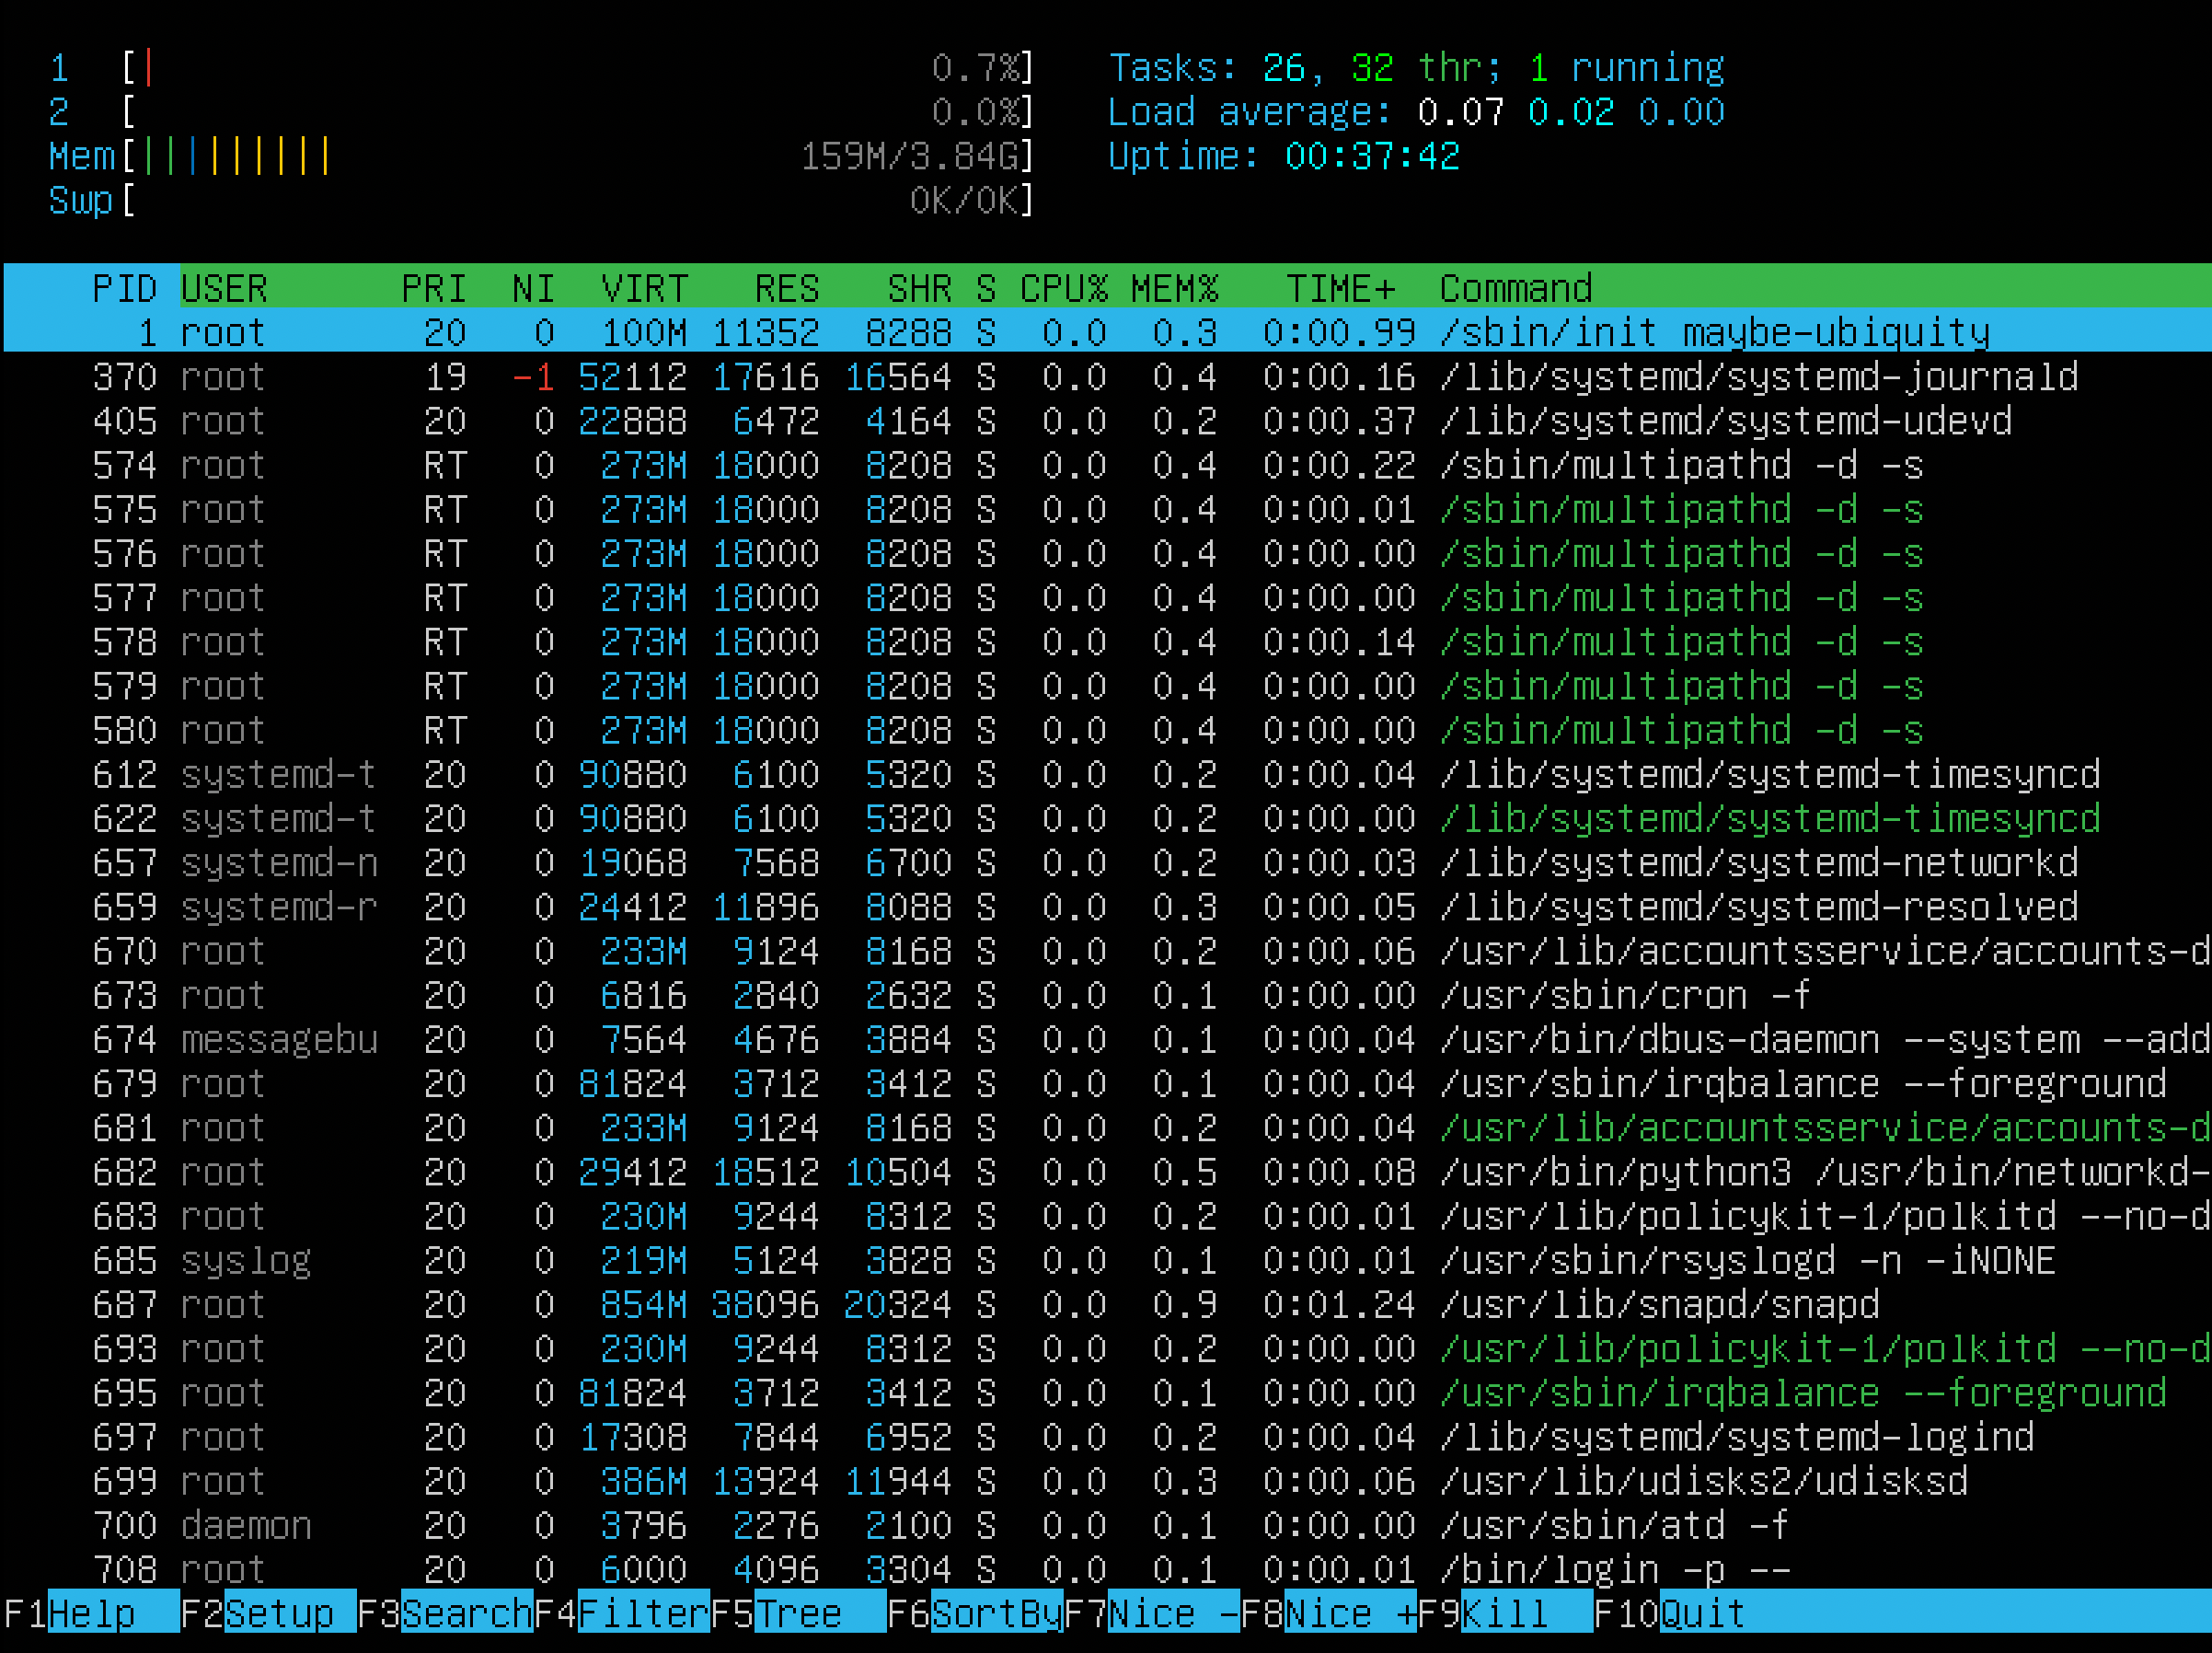 1  [|                                   0.7%]   Tasks: 26, 32 thr; 1 running
2  [                                    0.0%]   Load average: 0.07 0.02 0.00
Mem[|||||||||                     159M/3.84G]   Uptime: 00:37:42
Swp[                                   0K/0K]
PID USER      PRI  NI  VIRT   RES   SHR S CPU% MEM%   TIME+  Command
1 root       20   0  100M 11352  8288 S  0.0  0.3  0:00.99 /sbin/init maybe-ubiquity
370 root       19  -1 52112 17616 16564 S  0.0  0.4  0:00.16 /lib/systemd/systemd-journald
405 root       20   0 22888  6472  4164 S  0.0  0.2  0:00.37 /lib/systemd/systemd-udevd
574 root       RT   0  273M 18000  8208 S  0.0  0.4  0:00.22 /sbin/multipathd -d -s
575 root       RT   0  273M 18000  8208 S  0.0  0.4  0:00.01 /sbin/multipathd -d -s
576 root       RT   0  273M 18000  8208 S  0.0  0.4  0:00.00 /sbin/multipathd -d -s
577 root       RT   0  273M 18000  8208 S  0.0  0.4  0:00.00 /sbin/multipathd -d -s
578 root       RT   0  273M 18000  8208 S  0.0  0.4  0:00.14 /sbin/multipathd -d -s
579 root       RT   0  273M 18000  8208 S  0.0  0.4  0:00.00 /sbin/multipathd -d -s
580 root       RT   0  273M 18000  8208 S  0.0  0.4  0:00.00 /sbin/multipathd -d -s
612 systemd-t  20   0 90880  6100  5320 S  0.0  0.2  0:00.04 /lib/systemd/systemd-timesyncd
622 systemd-t  20   0 90880  6100  5320 S  0.0  0.2  0:00.00 /lib/systemd/systemd-timesyncd
657 systemd-n  20   0 19068  7568  6700 S  0.0  0.2  0:00.03 /lib/systemd/systemd-networkd
659 systemd-r  20   0 24412 11896  8088 S  0.0  0.3  0:00.05 /lib/systemd/systemd-resolved
670 root       20   0  233M  9124  8168 S  0.0  0.2  0:00.06 /usr/lib/accountsservice/accounts-d
673 root       20   0  6816  2840  2632 S  0.0  0.1  0:00.00 /usr/sbin/cron -f
674 messagebu  20   0  7564  4676  3884 S  0.0  0.1  0:00.04 /usr/bin/dbus-daemon --system --add
679 root       20   0 81824  3712  3412 S  0.0  0.1  0:00.04 /usr/sbin/irqbalance --foreground
681 root       20   0  233M  9124  8168 S  0.0  0.2  0:00.04 /usr/lib/accountsservice/accounts-d
682 root       20   0 29412 18512 10504 S  0.0  0.5  0:00.08 /usr/bin/python3 /usr/bin/networkd-
683 root       20   0  230M  9244  8312 S  0.0  0.2  0:00.01 /usr/lib/policykit-1/polkitd --no-d
685 syslog     20   0  219M  5124  3828 S  0.0  0.1  0:00.01 /usr/sbin/rsyslogd -n -iNONE
687 root       20   0  854M 38096 20324 S  0.0  0.9  0:01.24 /usr/lib/snapd/snapd
693 root       20   0  230M  9244  8312 S  0.0  0.2  0:00.00 /usr/lib/policykit-1/polkitd --no-d
695 root       20   0 81824  3712  3412 S  0.0  0.1  0:00.00 /usr/sbin/irqbalance --foreground
697 root       20   0 17308  7844  6952 S  0.0  0.2  0:00.04 /lib/systemd/systemd-logind
699 root       20   0  386M 13924 11944 S  0.0  0.3  0:00.06 /usr/lib/udisks2/udisksd
700 daemon     20   0  3796  2276  2100 S  0.0  0.1  0:00.00 /usr/sbin/atd -f
708 root       20   0  6000  4096  3304 S  0.0  0.1  0:00.01 /bin/login -p --
F1Help  F2Setup F3SearchF4FilterF5Tree  F6SortByF7Nice -F8Nice +F9Kill  F10Quit